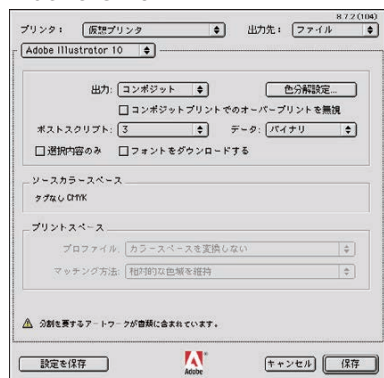 8.7.2(104)
プリンタ： 仮想プリンタ 出力先： ファイル
Adobe Illustrator 10
出力： コンポジット 色分解設定...
コンポジットプリントでのオーバープリントを無視
ポストスクリプト： 3 データ： バイナリ
選択内容のみ フォントをダウンロードする
ソースカラースペース
タグなし CMYK
プリントスペース
プロファイル： カラースペースを変換しない
マッチング方法： 相対的な色域を維持
分割を要するアートワークが書類に含まれています。
設定を保存 Adobe キャンセル 保存